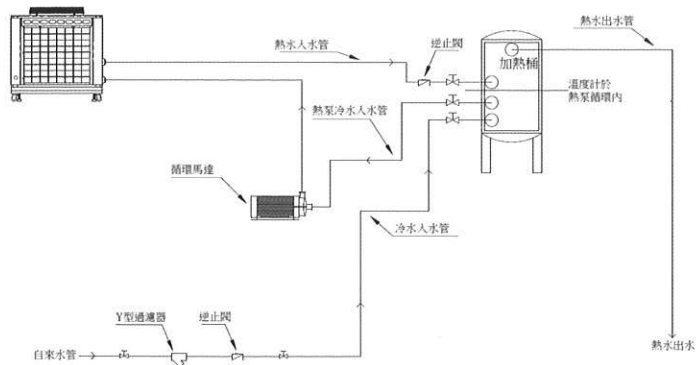 熱水入水管
逆止閥
熱水出水管
加熱桶
溫度計於
熱泵循環內
熱泵冷水入水管
循環馬達
冷水入水管
Y型過濾器
逆止閥
自來水管
熱水出水